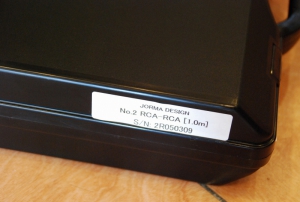 JORMA DESIGN
No.2 RCA-RCA [1.0m]
S/N 2R050309